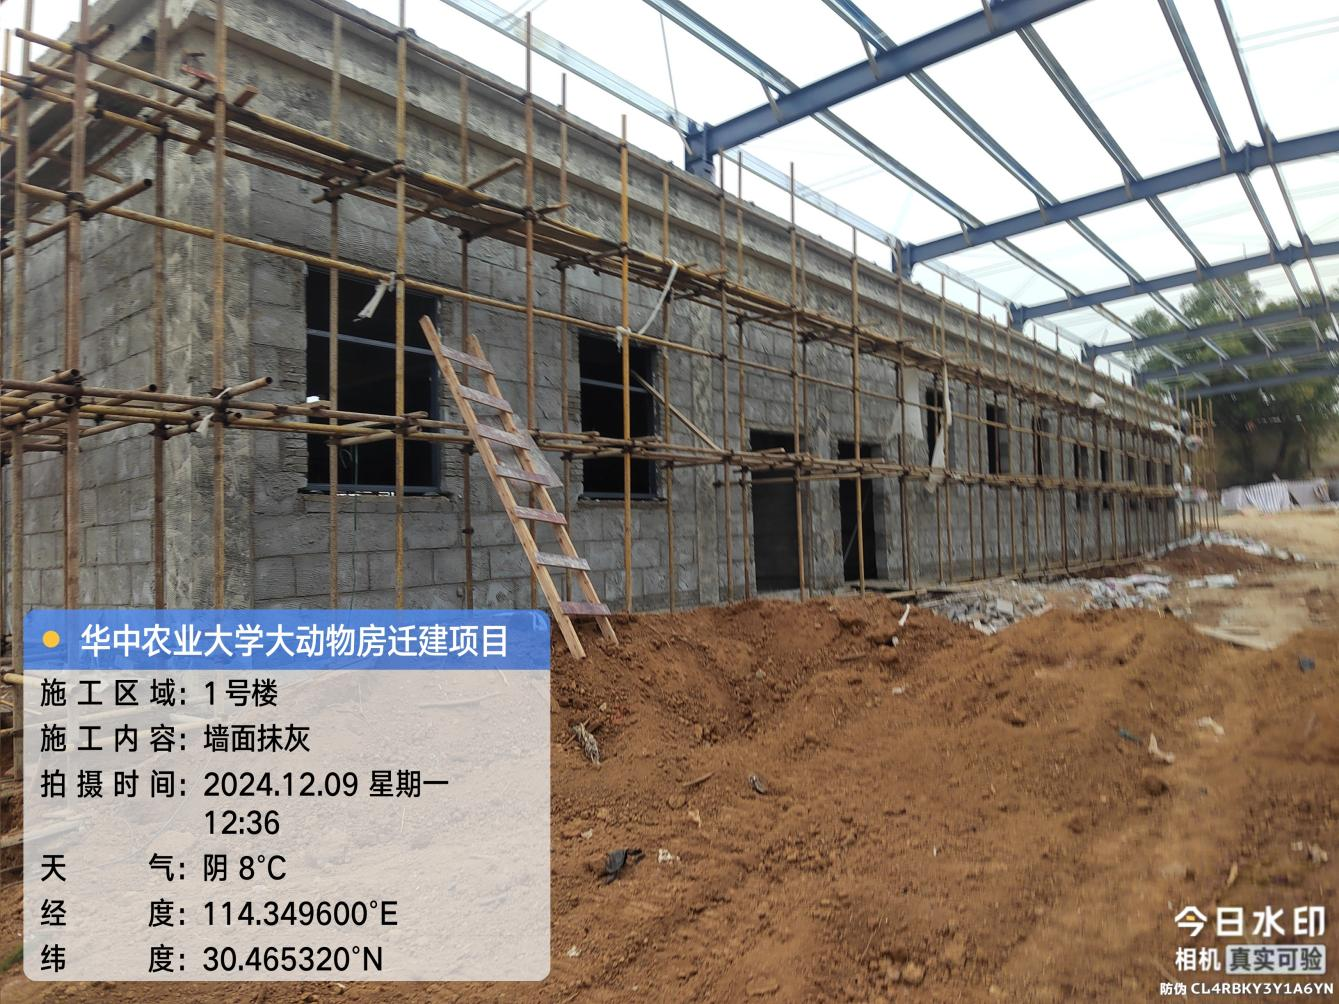 华中农业大学大动物房迁建项目
施工区域：1号楼
施工内容：墙面抹灰
拍摄时间：2024.12.09 星期一
12:36
天气：阴 8°C
经度：114.349600°E
纬度：30.465320°N
今日水印
相机 真实可验
防伪 CL4RBKY3Y1A6YN